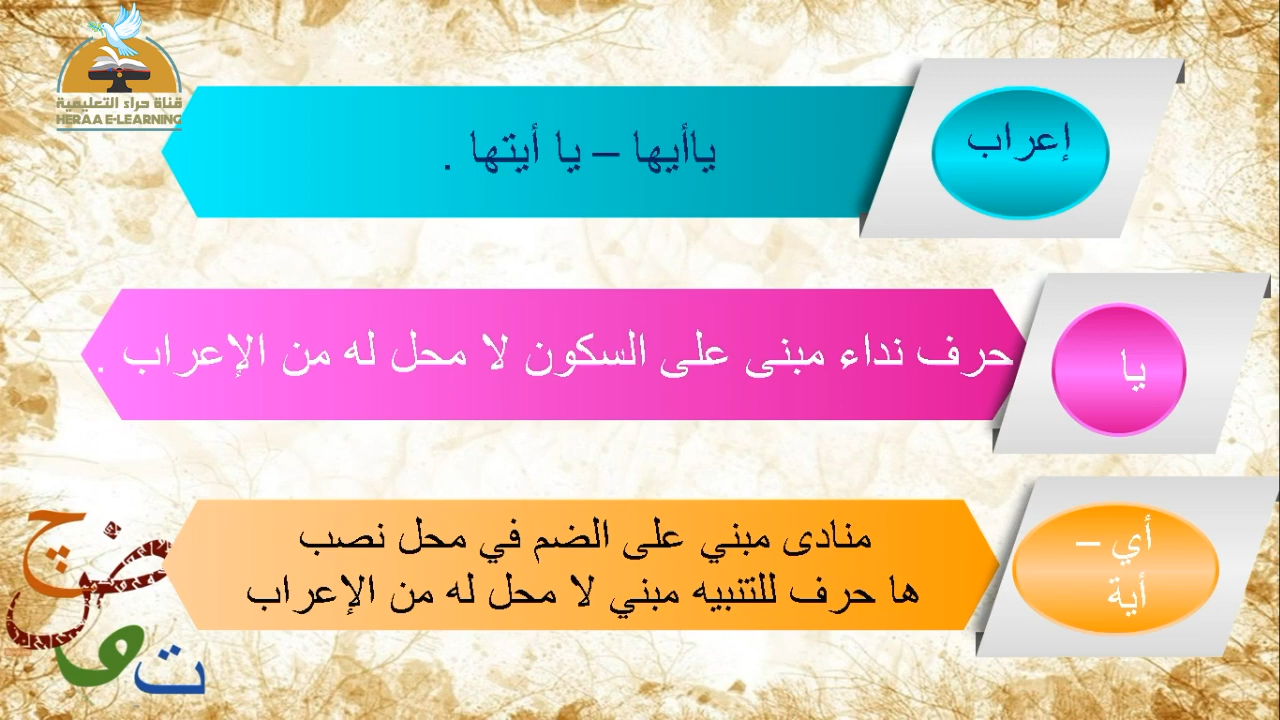 قناة حراء التعليمية
HERAA E-LEARNING
إعراب
ياأيها – يا أيتها .
يا
حرف نداء مبنى على السكون لا محل له من الإعراب .
أي –
أية
منادى مبني على الضم في محل نصب
ها حرف للتنبيه مبني لا محل له من الإعراب
ج
ض
و
ت